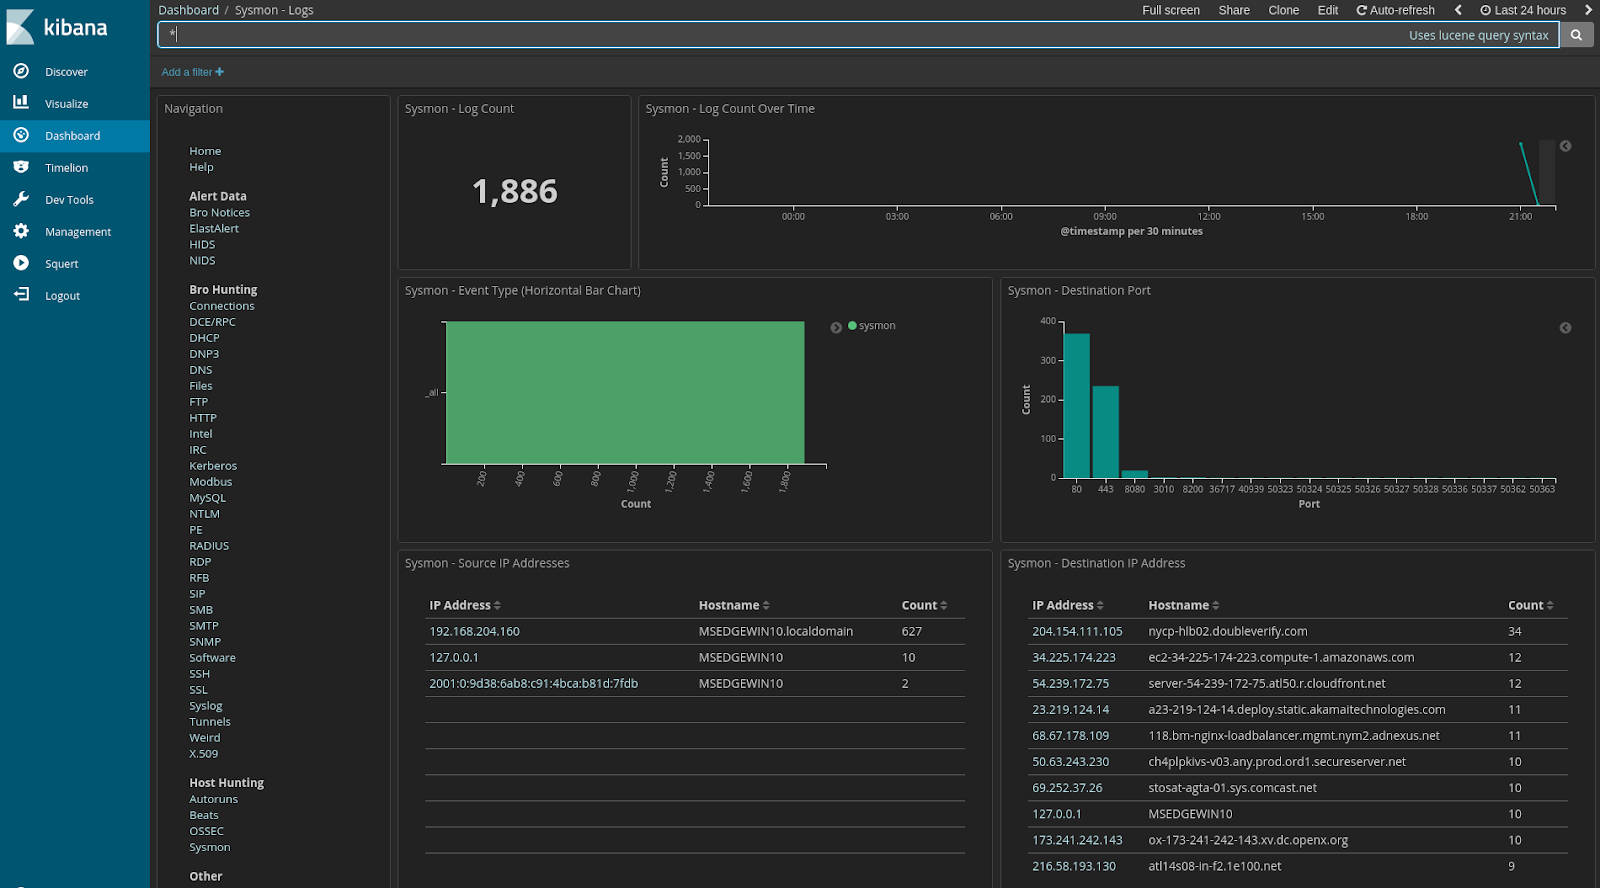 kibana
Discover
Visualize
Dashboard
Timelion
Dev Tools
Management
Squert
Logout
Dashboard / Sysmon - Logs
Full screen Share Clone Edit Auto-refresh Last 24 hours
*
Uses lucene query syntax
Add a filter +
Navigation
Home
Help
Alert Data
Bro Notices
ElastAlert
HIDS
NIDS
Bro Hunting
Connections
DCE/RPC
DHCP
DNP3
DNS
Files
FTP
HTTP
Intel
IRC
Kerberos
Modbus
MySQL
NTLM
PE
RADIUS
RDP
RFB
SIP
SMB
SMTP
SNMP
Software
SSH
SSL
Syslog
Tunnels
Weird
X.509
Host Hunting
Autoruns
Beats
OSSEC
Sysmon
Other
Sysmon - Log Count
1,886
Sysmon - Log Count Over Time
Count
2,000
1,500
1,000
500
0
00:00 03:00 06:00 09:00 12:00 15:00 18:00 21:00
@timestamp per 30 minutes
Sysmon - Event Type (Horizontal Bar Chart)
_all
200 400 600 800 1,000 1,200 1,400 1,600 1,800
Count
sysmon
Sysmon - Destination Port
Count
400
300
200
100
0
80 443 8080 3010 8200 36717 40939 50323 50324 50325 50326 50327 50328 50336 50337 50362 50363
Port
Sysmon - Source IP Addresses
IP Address Hostname Count
192.168.204.160 MSEDGEWIN10.localdomain 627
127.0.0.1 MSEDGEWIN10 10
2001:0:9d38:6ab8:c91:4bca:b81d:7fdb MSEDGEWIN10 2
Sysmon - Destination IP Address
IP Address Hostname Count
204.154.111.105 nycp-hlb02.doubleverify.com 34
34.225.174.223 ec2-34-225-174-223.compute-1.amazonaws.com 12
54.239.172.75 server-54-239-172-75.atl50.r.cloudfront.net 12
23.219.124.14 a23-219-124-14.deploy.static.akamaitechnologies.com 11
68.67.178.109 118.bm-nginx-loadbalancer.mgmt.nym2.adnexus.net 11
50.63.243.230 ch4plpkivs-v03.any.prod.ord1.secureserver.net 10
69.252.37.26 stosat-agta-01.sys.comcast.net 10
127.0.0.1 MSEDGEWIN10 10
173.241.242.143 ox-173-241-242-143.xv.dc.openx.org 10
216.58.193.130 atl14s08-in-f2.1e100.net 9